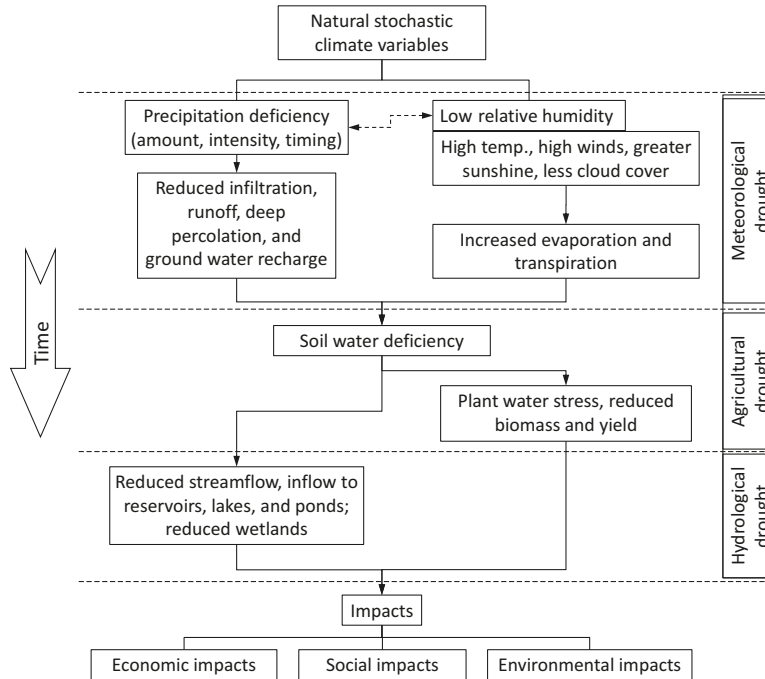 Natural stochastic
climate variables
Precipitation deficiency
(amount, intensity, timing)
Low relative humidity
High temp., high winds, greater
sunshine, less cloud cover
Reduced infiltration,
runoff, deep
percolation, and
ground water recharge
Increased evaporation and
transpiration
Meteorological
drought
Time
Soil water deficiency
Plant water stress, reduced
biomass and yield
Agricultural
drought
Reduced streamflow, inflow to
reservoirs, lakes, and ponds;
reduced wetlands
Hydrological
drought
Impacts
Economic impacts
Social impacts
Environmental impacts